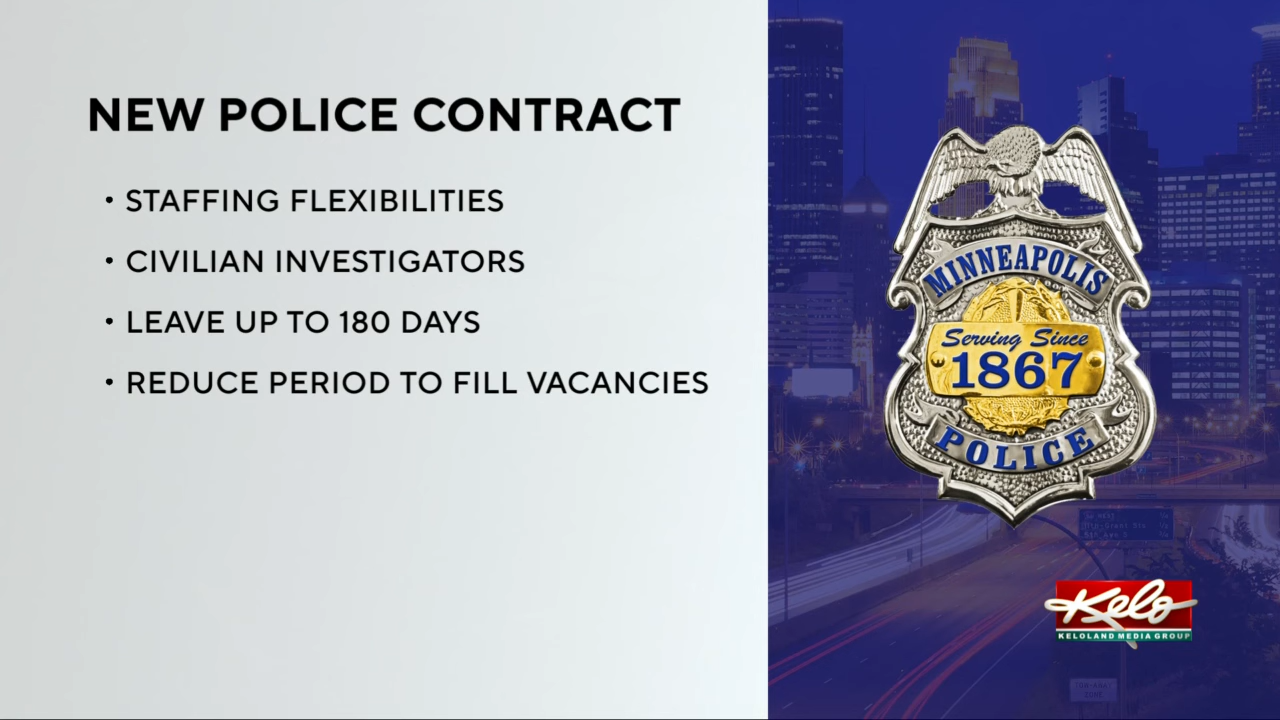 NEW POLICE CONTRACT
• STAFFING FLEXIBILITIES
• CIVILIAN INVESTIGATORS
• LEAVE UP TO 180 DAYS
• REDUCE PERIOD TO FILL VACANCIES
MINNEAPOLIS
Serving Since
1867
POLICE
Kelo
KELOLAND MEDIA GROUP